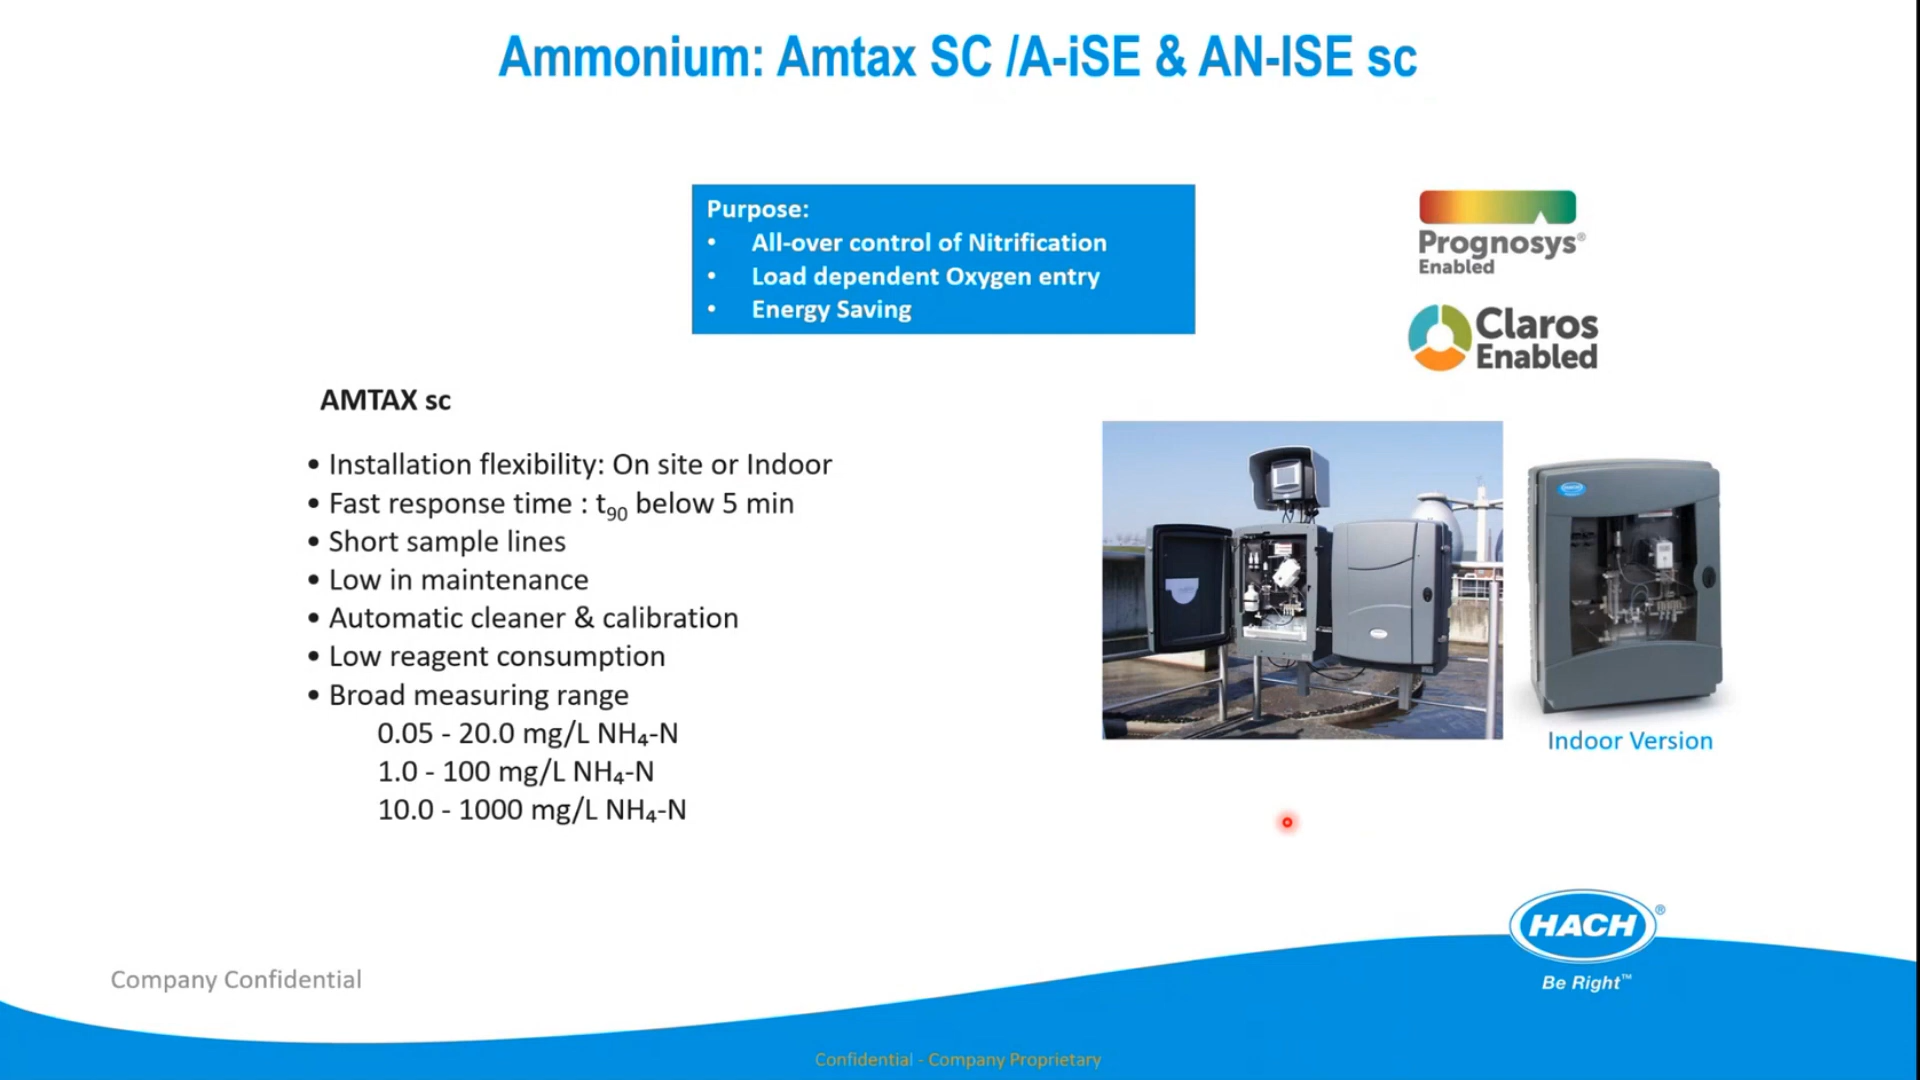 Ammonium: Amtax SC /A-iSE & AN-ISE sc
Purpose:
• All-over control of Nitrification
• Load dependent Oxygen entry
• Energy Saving
Prognosys®
Enabled
Claros
Enabled
AMTAX sc
• Installation flexibility: On site or Indoor
• Fast response time : t₉₀ below 5 min
• Short sample lines
• Low in maintenance
• Automatic cleaner & calibration
• Low reagent consumption
• Broad measuring range
0.05 - 20.0 mg/L NH₄-N
1.0 - 100 mg/L NH₄-N
10.0 - 1000 mg/L NH₄-N
HACH
Indoor Version
HACH®
Be Right™
Company Confidential
Confidential - Company Proprietary